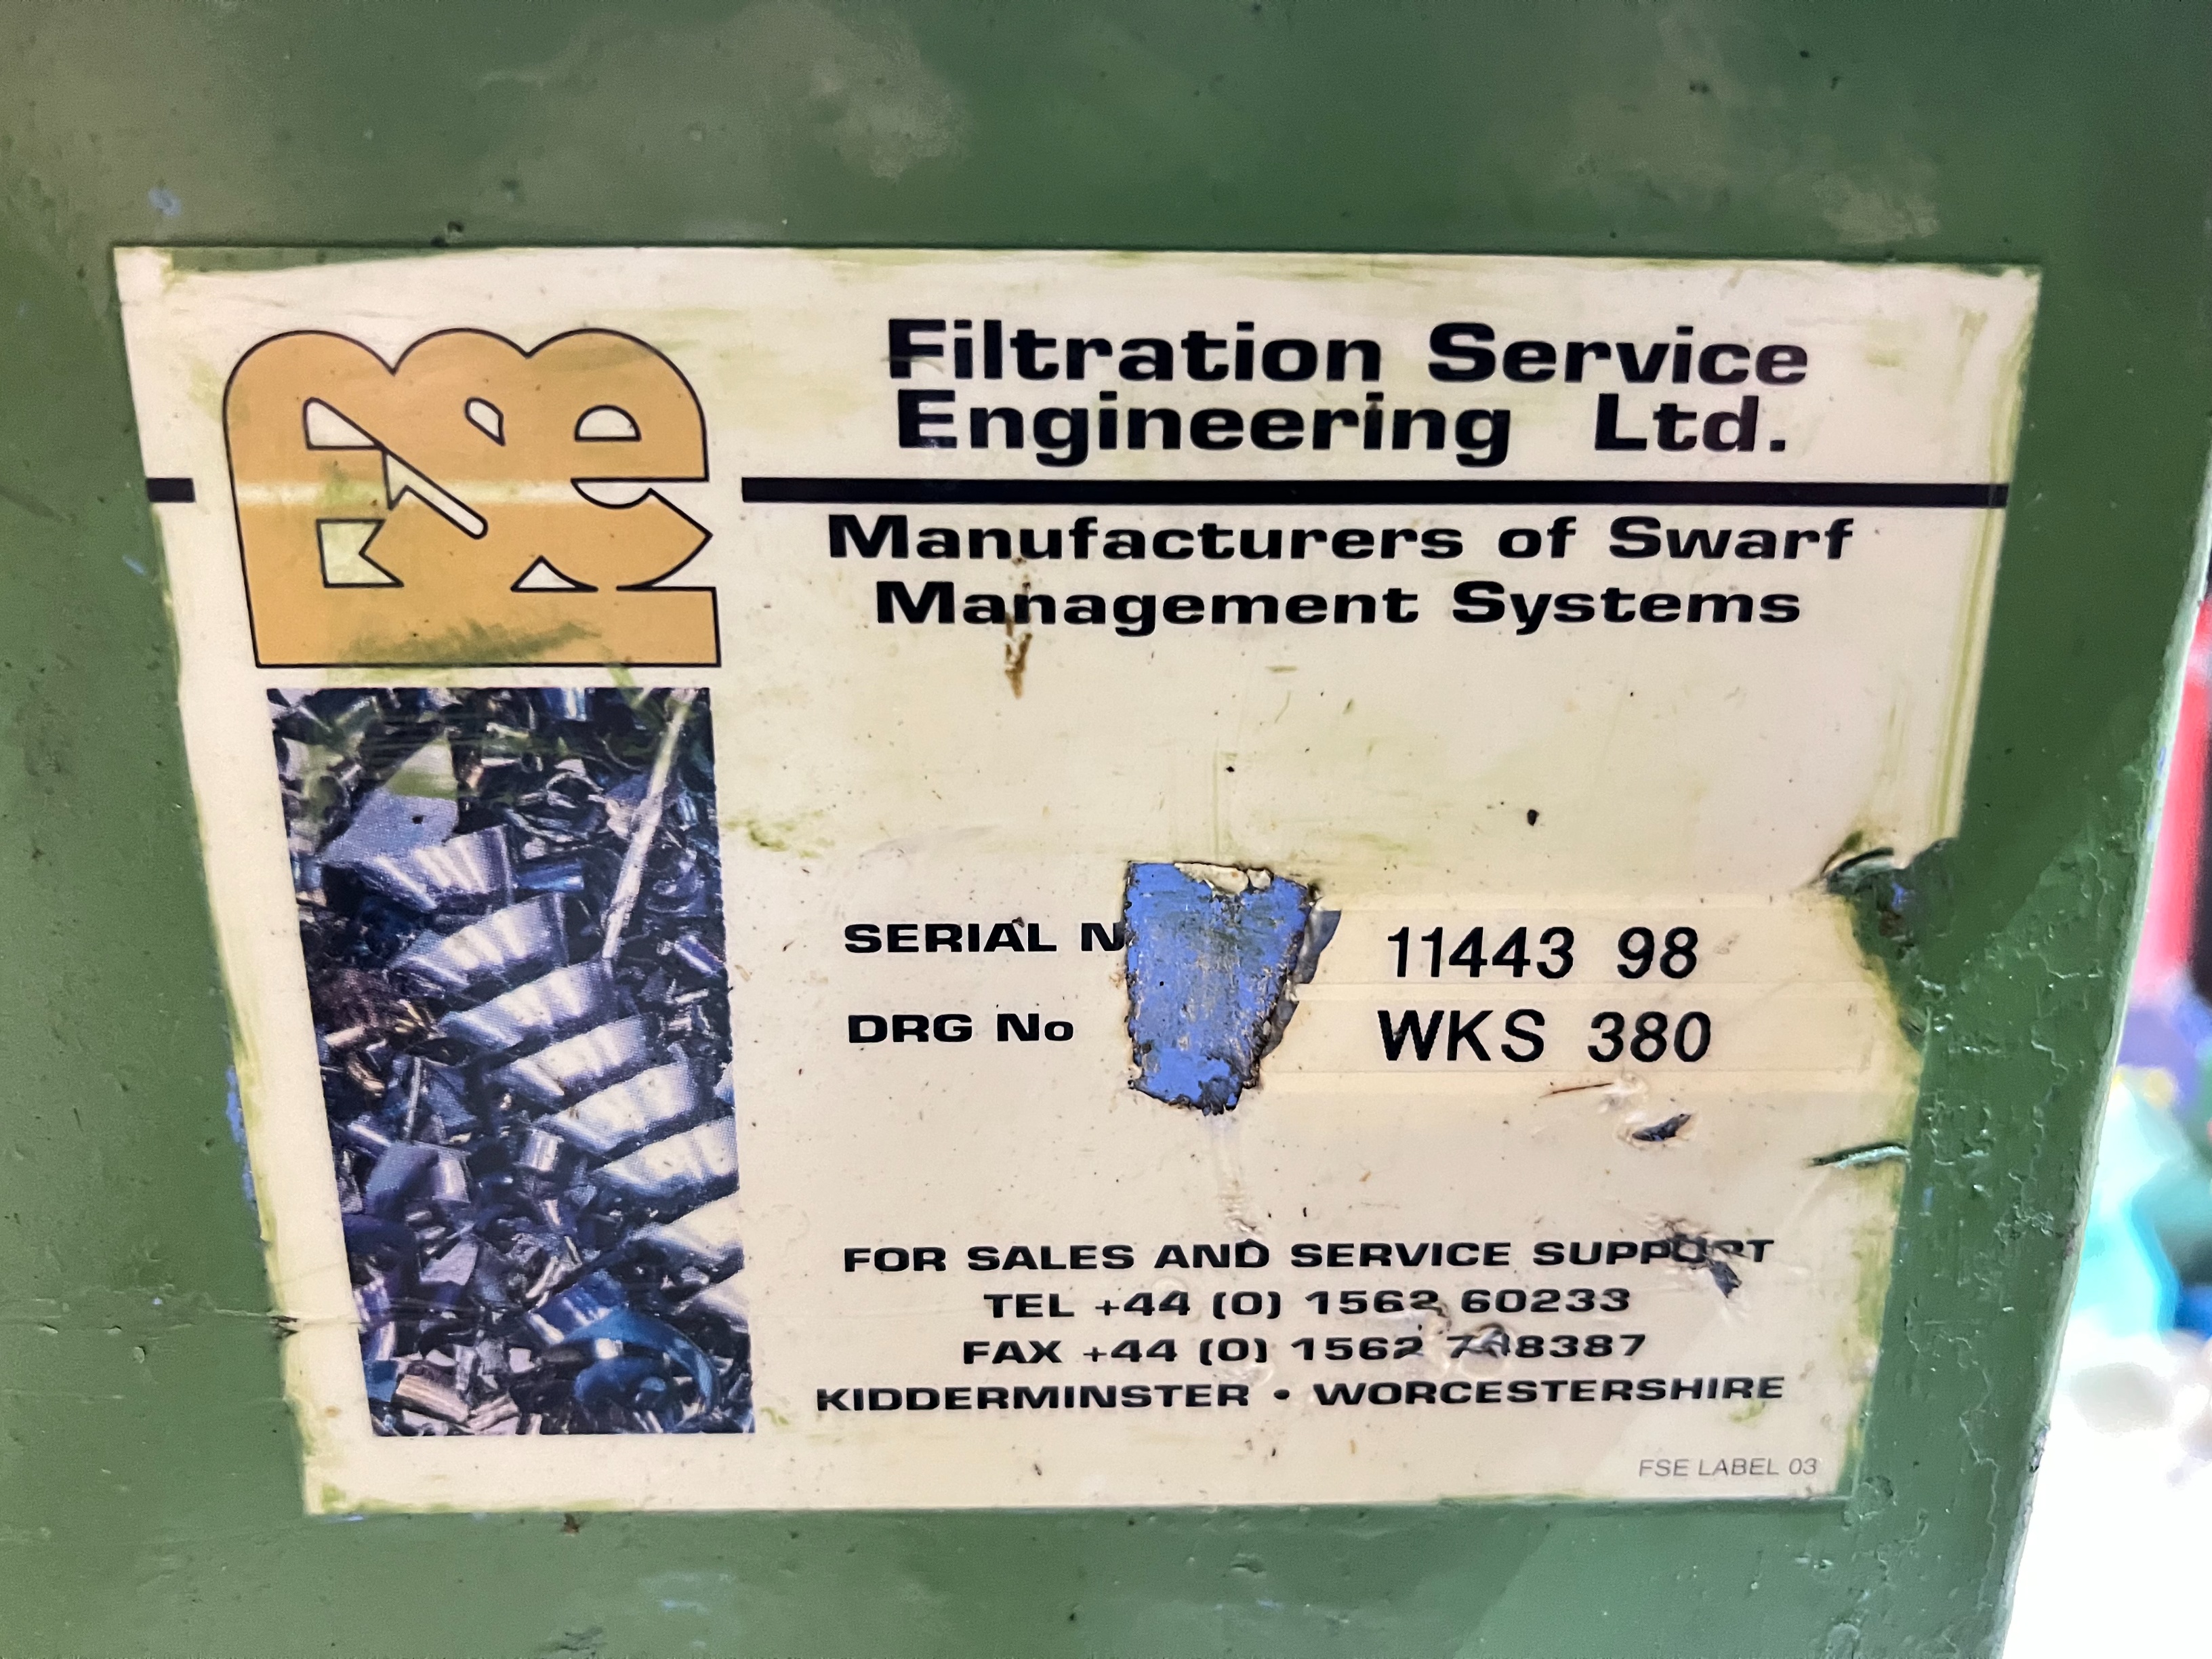 fse
Filtration Service
Engineering Ltd.
Manufacturers of Swarf
Management Systems
SERIAL 11443 98
DRG No WKS 380
FOR SALES AND SERVICE SUPPORT
TEL +44 (0) 1562 60233
FAX +44 (0) 1562
KIDDERMINSTER • WORCESTERSHIRE
FSE LABEL 03